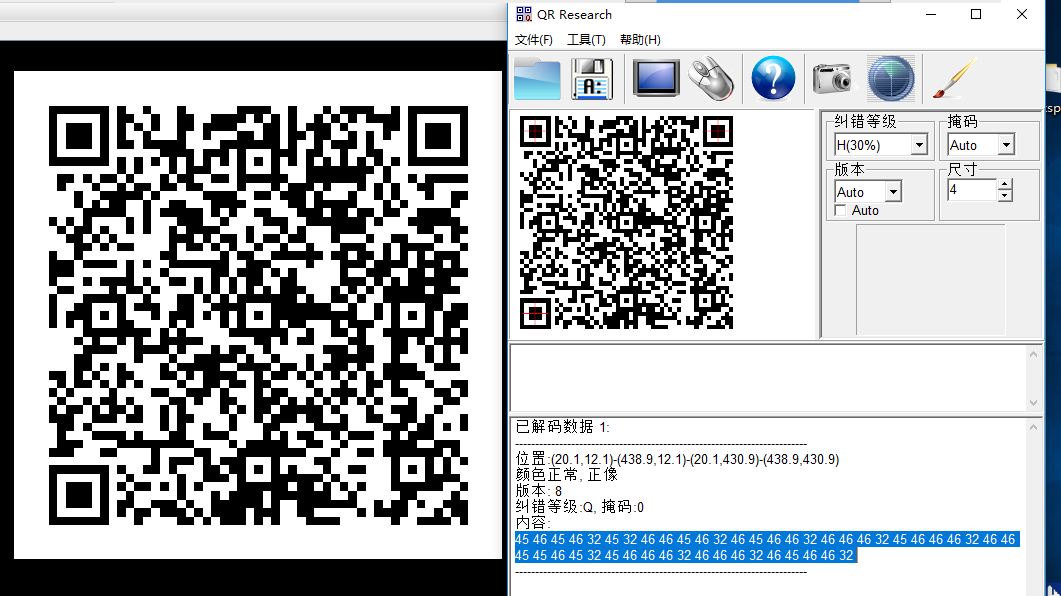 QR Research
文件(F) 工具(T) 帮助(H)
纠错等级
掩码
H(30%)
Auto
版本
尺寸
Auto
4
Auto
已解码数据 1:
位置:(20.1,12.1)-(438.9,12.1)-(20.1,430.9)-(438.9,430.9)
颜色正常, 正像
版本: 8
纠错等级:Q, 掩码:0
内容:
45 46 45 46 32 45 32 46 46 45 46 32 46 45 46 46 32 46 46 46 32 45 46 46 46 32 46 46
45 45 46 45 32 45 46 46 46 32 46 46 46 32 46 45 46 46 32